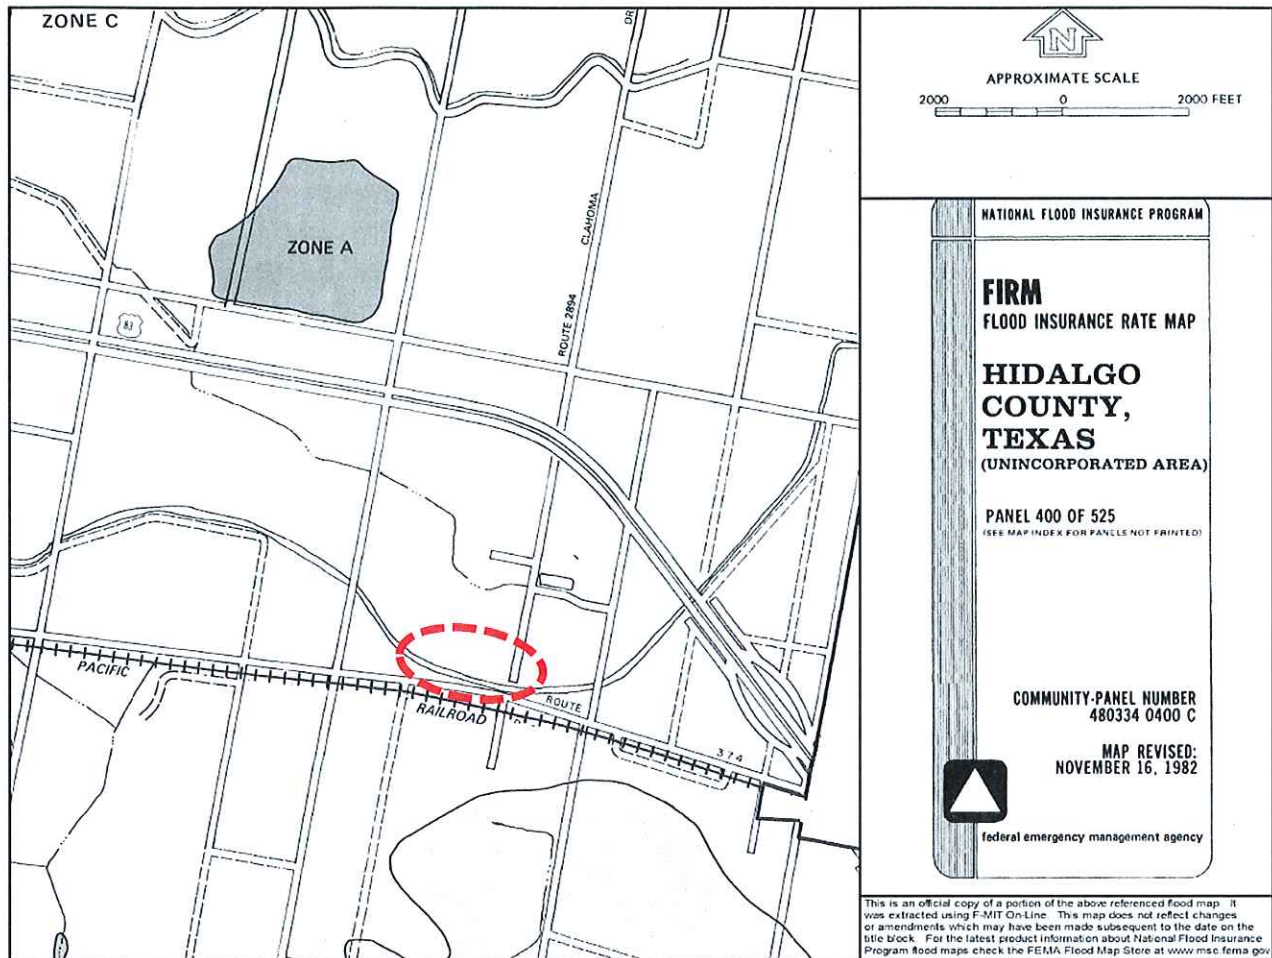 ZONE C
DR
ZONE A
CLAHOMA
ROUTE 2894
83
PACIFIC
RAILROAD
ROUTE
374
N
APPROXIMATE SCALE
2000 0 2000 FEET
NATIONAL FLOOD INSURANCE PROGRAM
FIRM
FLOOD INSURANCE RATE MAP
HIDALGO
COUNTY,
TEXAS
(UNINCORPORATED AREA)
PANEL 400 OF 525
(SEE MAP INDEX FOR PANELS NOT PRINTED)
COMMUNITY-PANEL NUMBER
480334 0400 C
MAP REVISED:
NOVEMBER 16, 1982
federal emergency management agency
This is an official copy of a portion of the above referenced flood map. It
was extracted using F-MIT On-Line. This map does not reflect changes
or amendments which may have been made subsequent to the date on the
title block. For the latest product information about National Flood Insurance
Program flood maps check the FEMA Flood Map Store at www.msc.fema.gov